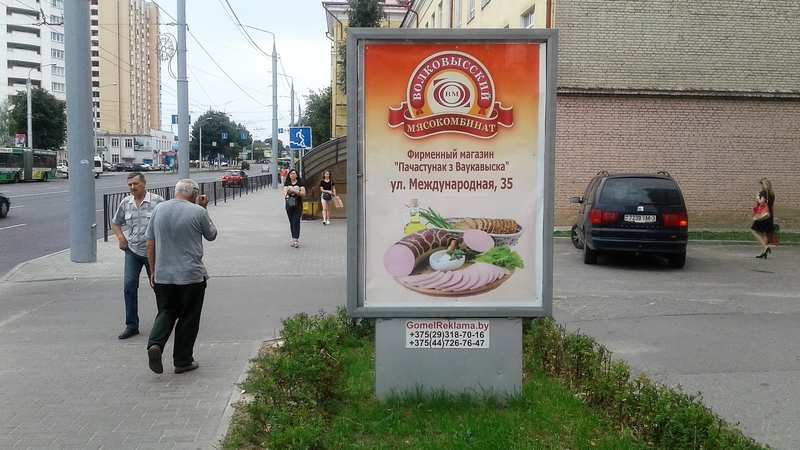 ВОЛКОВЫССКИЙ
ВМ
МЯСОКОМБИНАТ
Фирменный магазин
"Пачастунак з Ваукавыска"
ул. Международная, 35
GomelReklama.by
+375(29)318-70-16
+375(44)726-76-47